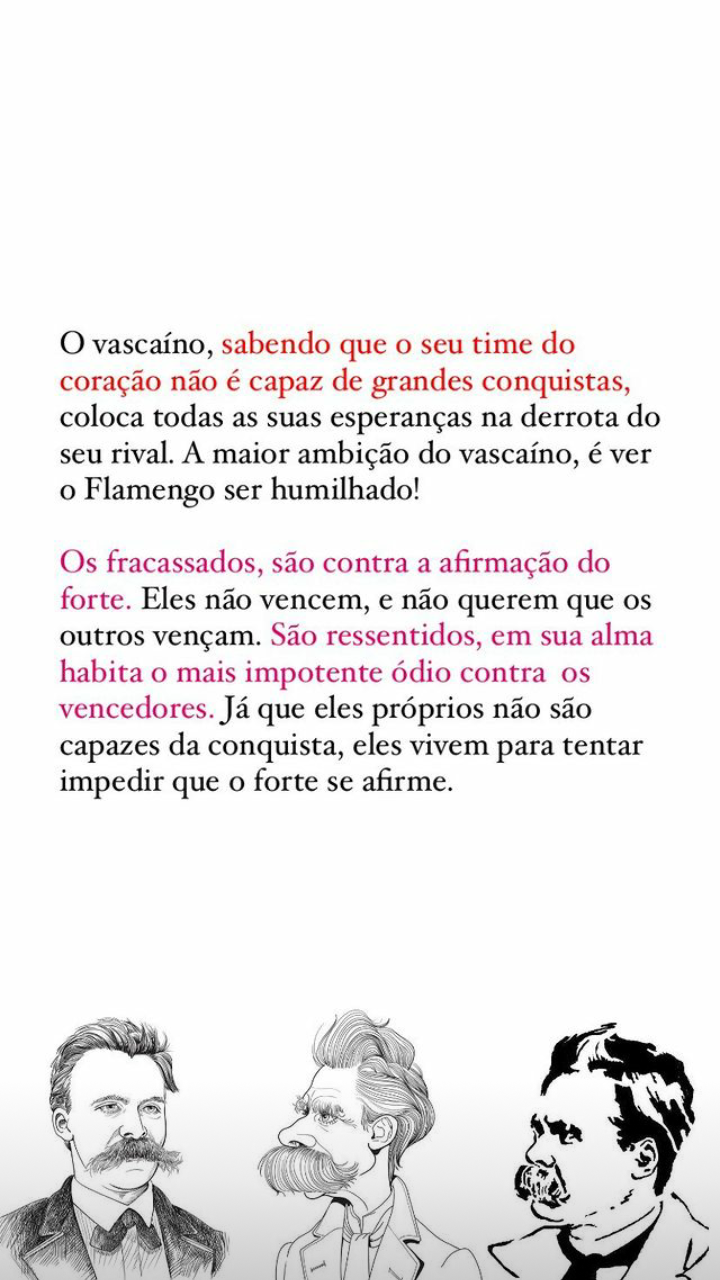 O vascaíno, sabendo que o seu time do
coração não é capaz de grandes conquistas,
coloca todas as suas esperanças na derrota do
seu rival. A maior ambição do vascaíno, é ver
o Flamengo ser humilhado!
Os fracassados, são contra a afirmação do
forte. Eles não vencem, e não querem que os
outros vençam. São ressentidos, em sua alma
habita o mais impotente ódio contra  os
vencedores. Já que eles próprios não são
capazes da conquista, eles vivem para tentar
impedir que o forte se afirme.